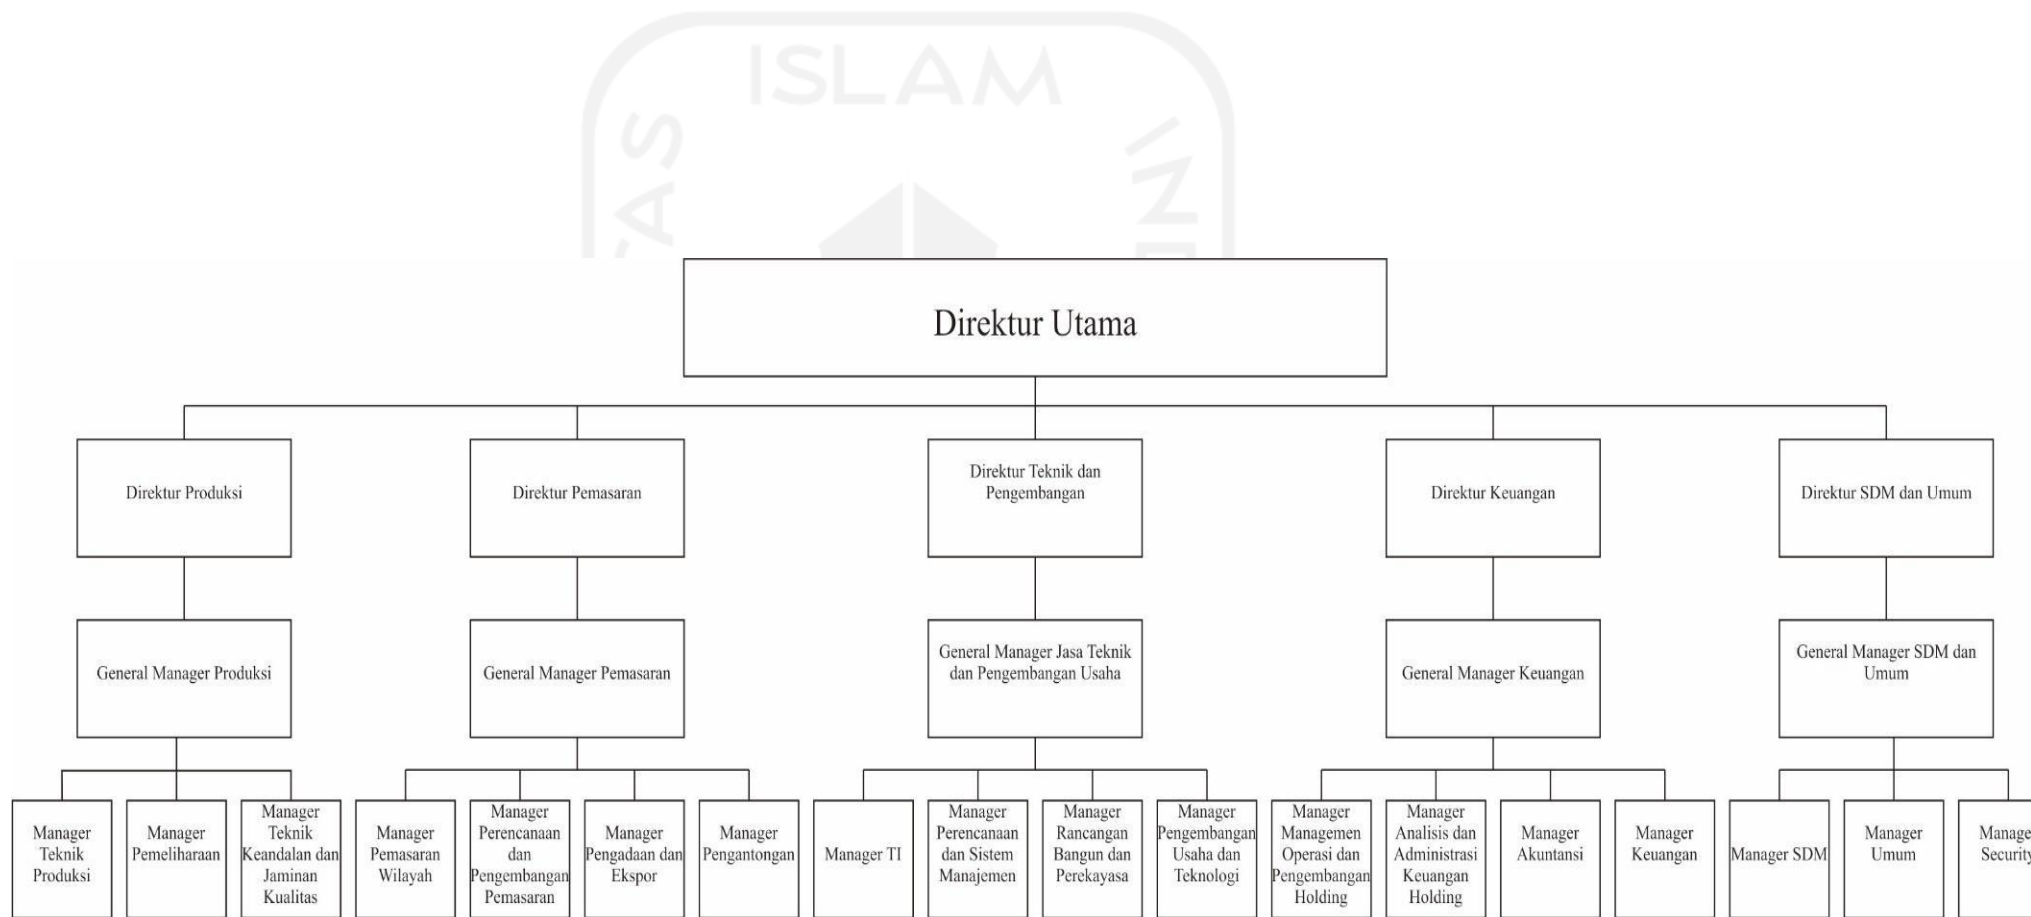 ISLAM
Direktur Utama
Direktur Produksi
Direktur Pemasaran
Direktur Teknik dan
Pengembangan
Direktur Keuangan
Direktur SDM dan Umum
General Manager Produksi
General Manager Pemasaran
General Manager Jasa Teknik
dan Pengembangan Usaha
General Manager Keuangan
General Manager SDM dan
Umum
Manager
Teknik
Produksi
Manager
Pemeliharaan
Manager
Teknik
Keandalan dan
Jaminan
Kualitas
Manager
Pemasaran
Wilayah
Manager
Perencanaan
dan
Pengembangan
Pemasaran
Manager
Pengadaan dan
Ekspor
Manager
Pengantongan
Manager TI
Manager
Perencanaan
dan Sistem
Manajemen
Manager
Rancangan
Bangun dan
Perekayasa
Manager
Pengembangan
Usaha dan
Teknologi
Manager
Managemen
Operasi dan
Pengembangan
Holding
Manager
Analisis dan
Administrasi
Keuangan
Holding
Manager
Akuntansi
Manager
Keuangan
Manager SDM
Manager
Umum
Manage
Security